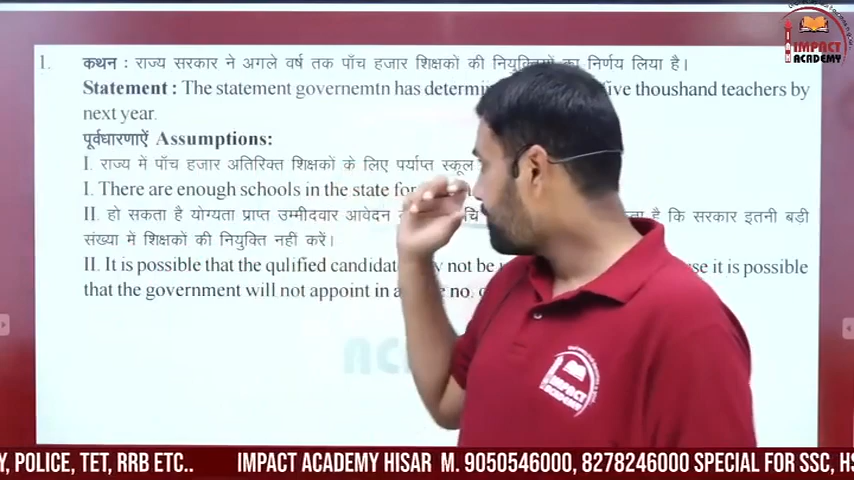 IMPACT
ACADEMY
1. कथन : राज्य सरकार ने अगले वर्ष तक पाँच हजार शिक्षकों की नियुक्तियों का निर्णय लिया है।
Statement : The statement governemtn has five thoushand teachers by
next year.
पूर्वधारणाऐं Assumptions:
I. राज्य में पाँच हजार अतिरिक्त शिक्षकों के लिए पर्याप्त स्कूल
I. There are enough schools in the state for
II. हो सकता है योग्यता प्राप्त उम्मीदवार आवेदन है कि सरकार इतनी बड़ी
संख्या में शिक्षकों की नियुक्ति नहीं करें।
II. It is possible that the qulified not be it is possible
that the government will not appoint in no.
IMPACT
ACADEMY
POLICE, TET, RRB ETC.. IMPACT ACADEMY HISAR M. 9050546000, 8278246000 SPECIAL FOR SSC,